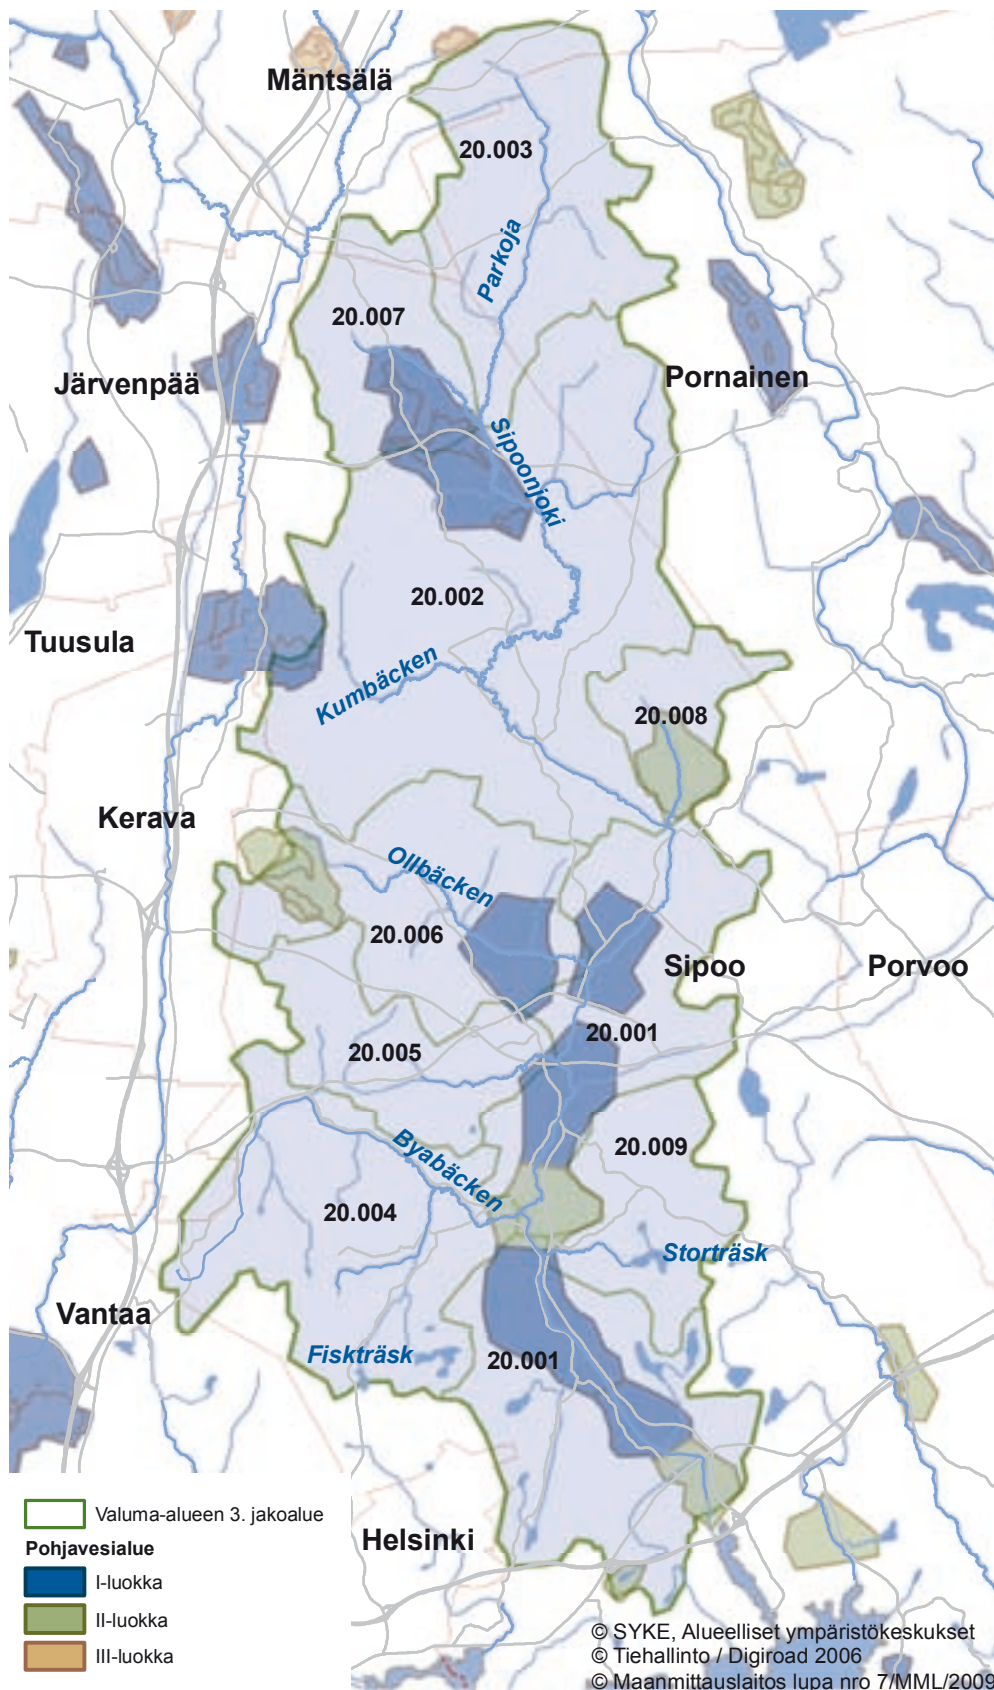 Mäntsälä
20.003
Parkoja
20.007
Järvenpää
Pornainen
Sipoonjoki
20.002
Tuusula
Kumbäcken
20.008
Kerava
Ollbäcken
20.006
Sipoo
Porvoo
20.001
20.005
Byabäcken
20.009
20.004
Storträsk
Vantaa
Fiskträsk
20.001
Valuma-alueen 3. jakoalue
Pohjavesialue
I-luokka
II-luokka
III-luokka
Helsinki
© SYKE, Alueelliset ympäristökeskukset
© Tiehallinto / Digiroad 2006
© Maanmittauslaitos lupa nro 7/MML/2009